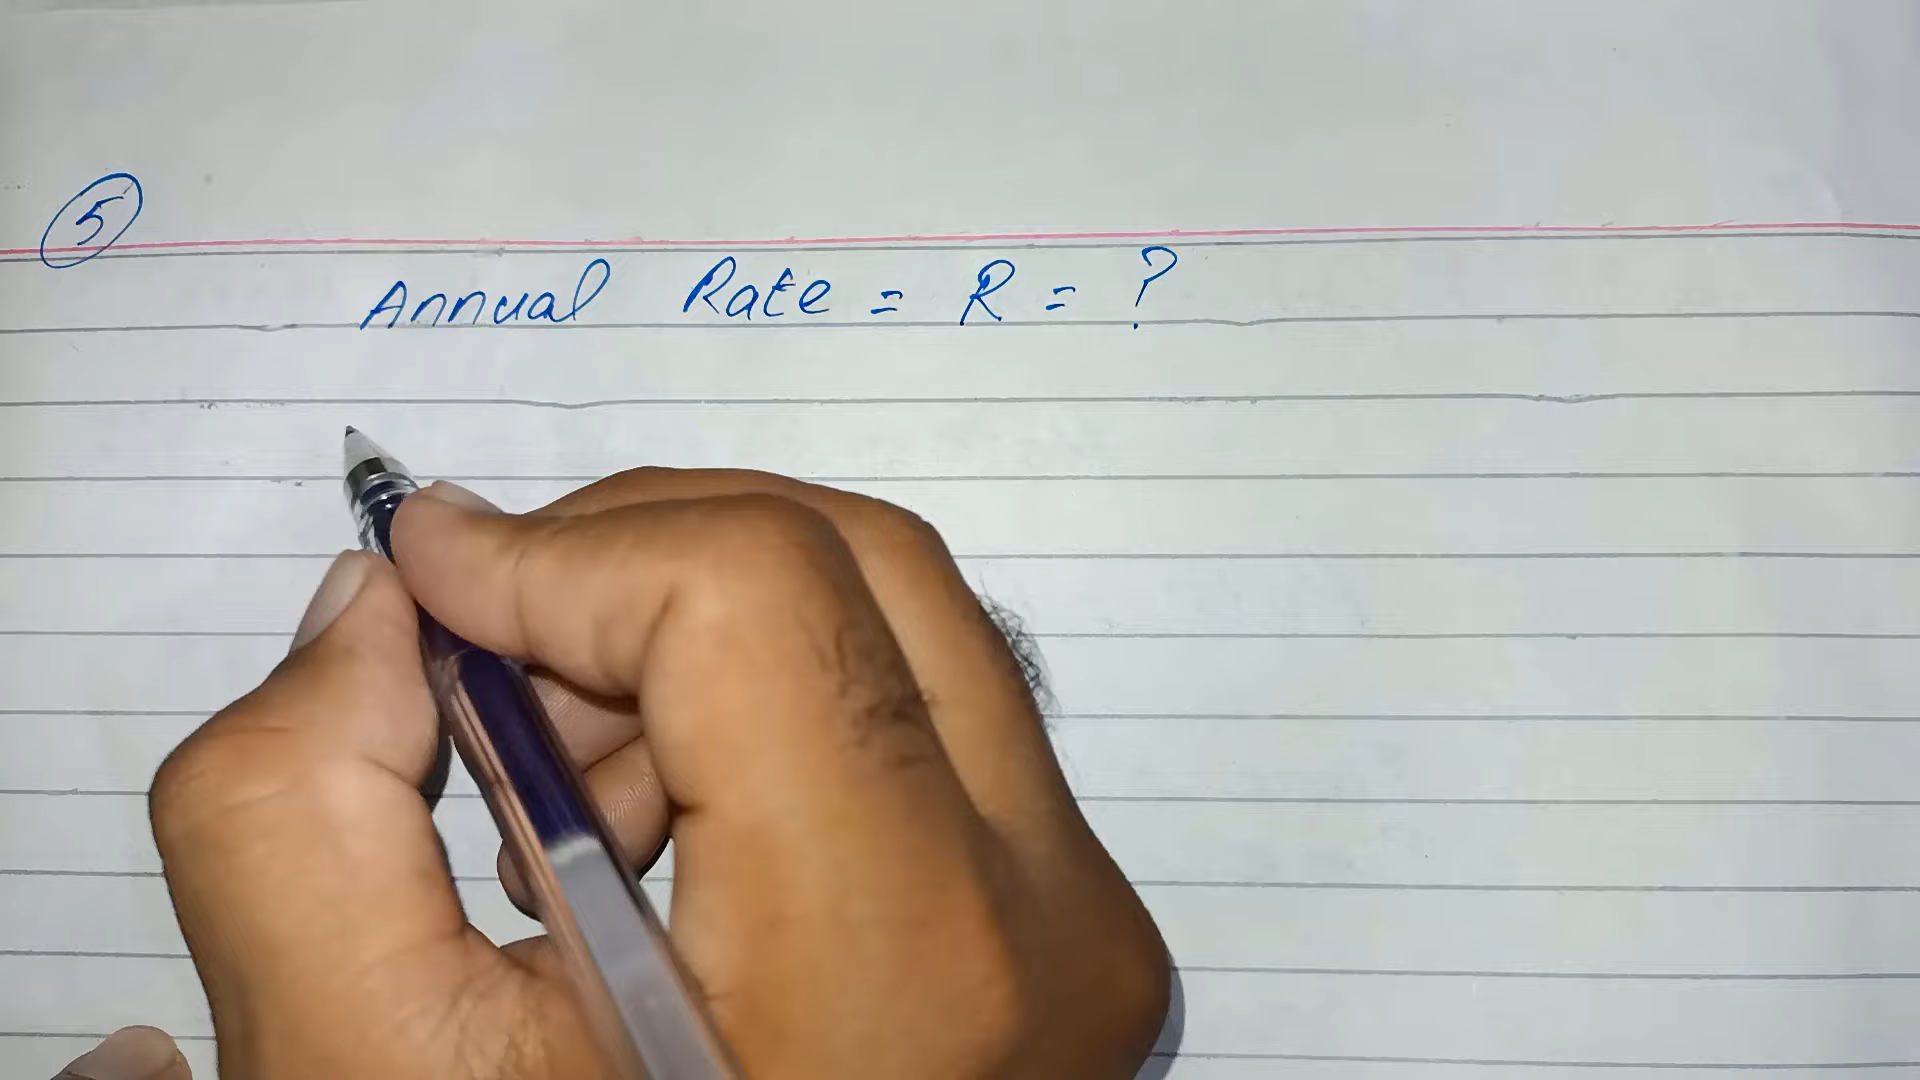 5
Annual Rate = R = ?